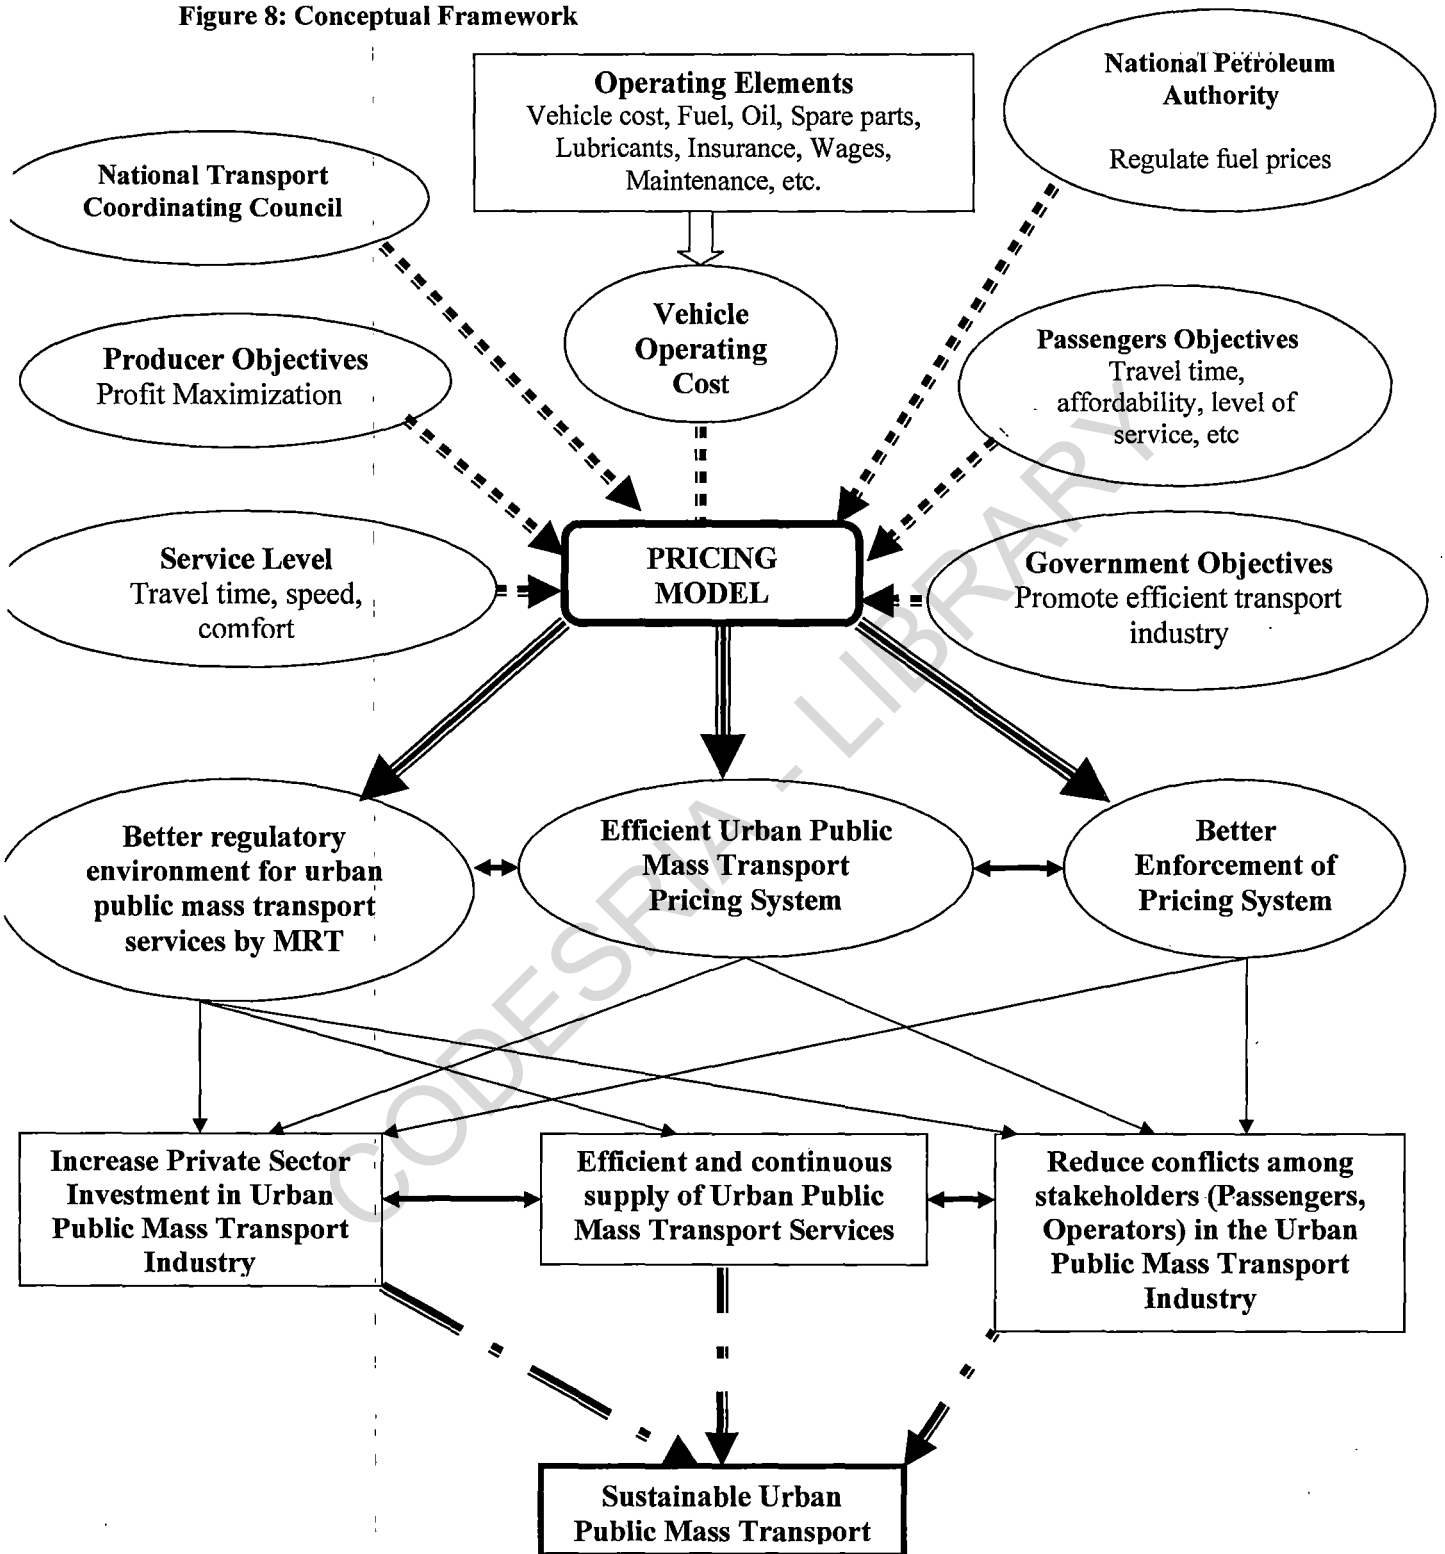 Figure 8: Conceptual Framework
Operating Elements
Vehicle cost, Fuel, Oil, Spare parts,
Lubricants, Insurance, Wages,
Maintenance, etc.
National Petroleum
Authority
Regulate fuel prices
National Transport
Coordinating Council
Vehicle
Operating
Cost
Producer Objectives
Profit Maximization
Passengers Objectives
Travel time,
affordability, level of
service, etc
Service Level
Travel time, speed,
comfort
PRICING
MODEL
Government Objectives
Promote efficient transport
industry
Better regulatory
environment for urban
public mass transport
services by MRT
Efficient Urban Public
Mass Transport
Pricing System
Better
Enforcement of
Pricing System
Increase Private Sector
Investment in Urban
Public Mass Transport
Industry
Efficient and continuous
supply of Urban Public
Mass Transport Services
Reduce conflicts among
stakeholders (Passengers,
Operators) in the Urban
Public Mass Transport
Industry
Sustainable Urban
Public Mass Transport
CODESRIA - LIBRARY